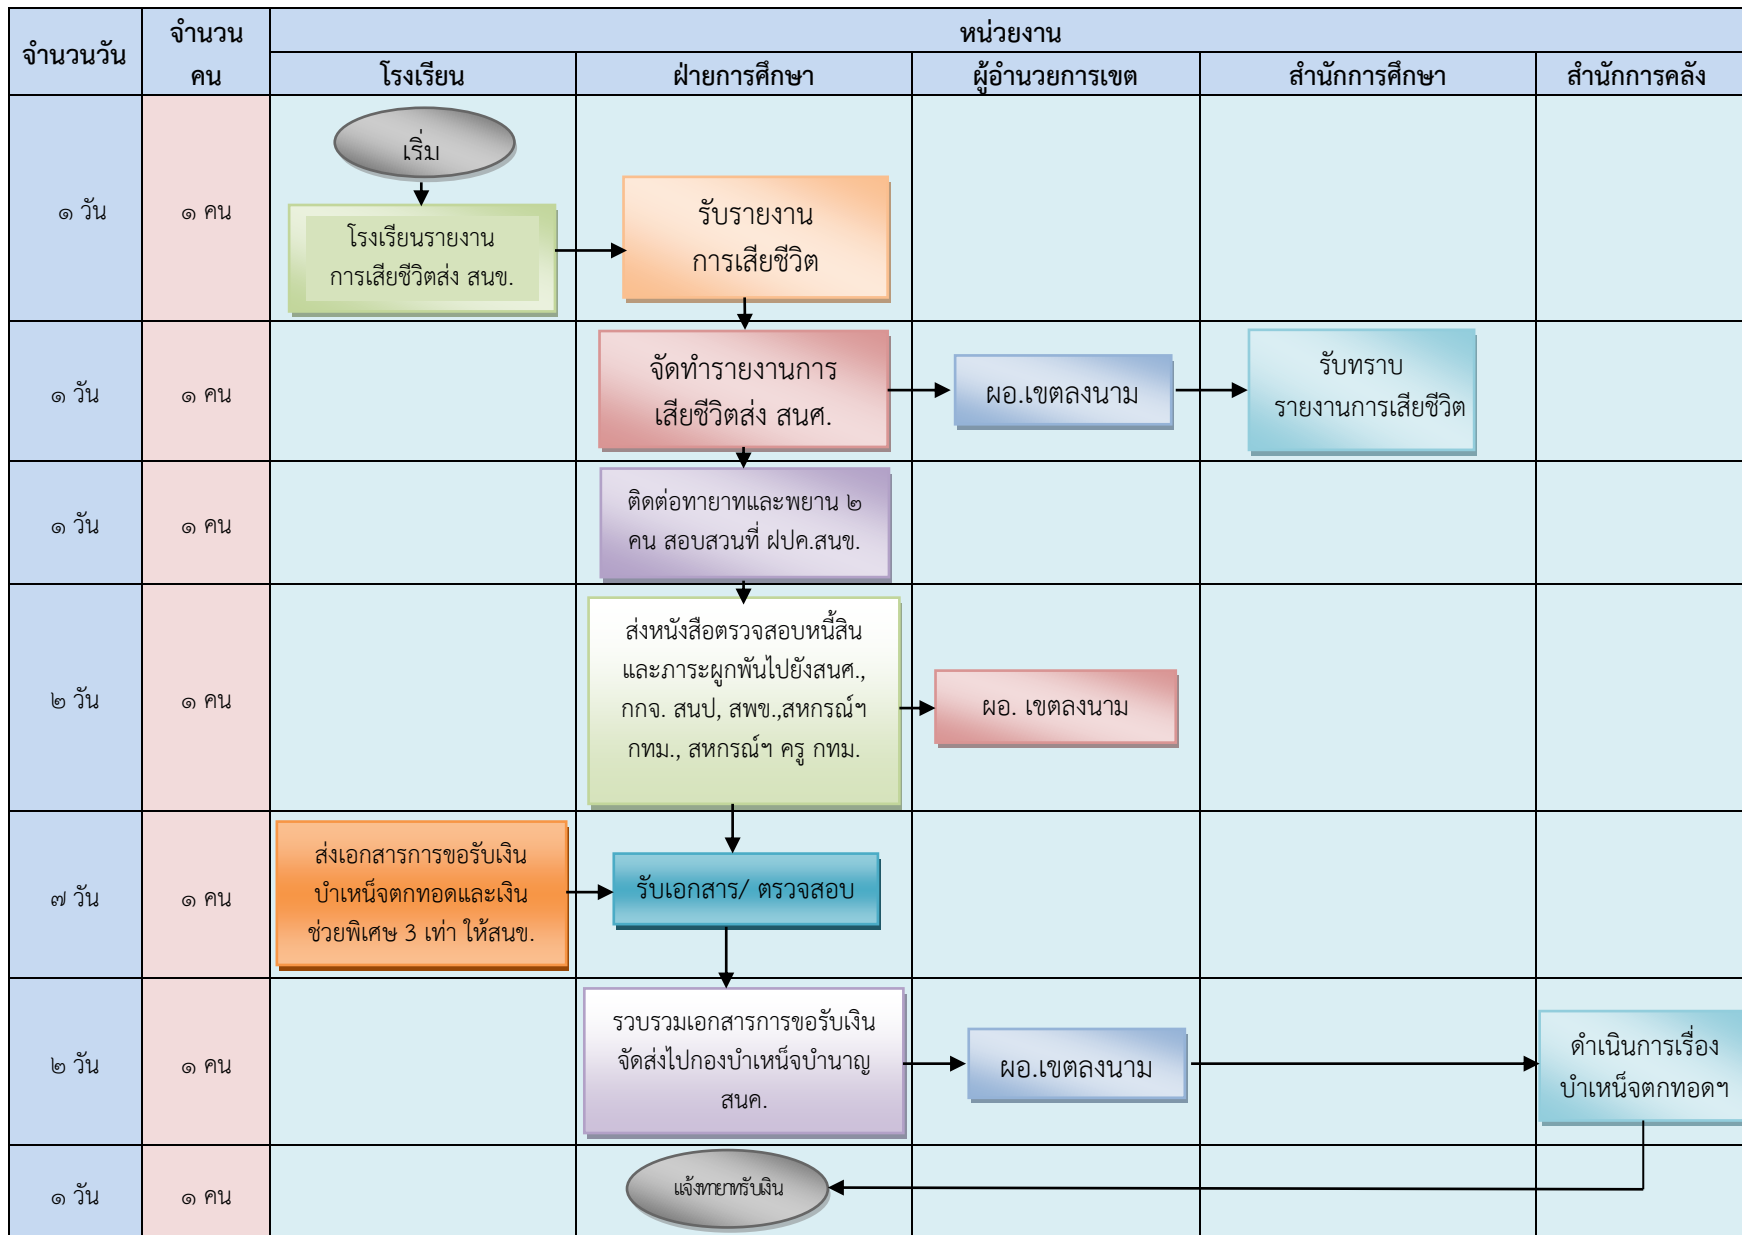 จำนวนวัน
จำนวน
คน
หน่วยงาน
โรงเรียน
ฝ่ายการศึกษา
ผู้อำนวยการเขต
สำนักการศึกษา
สำนักการคลัง
๑ วัน
๑ คน
เริ่ม
โรงเรียนรายงาน
การเสียชีวิตส่ง สนข.
รับรายงาน
การเสียชีวิต
๑ วัน
๑ คน
จัดทำรายงานการ
เสียชีวิตส่ง สนศ.
ผอ.เขตลงนาม
รับทราบ
รายงานการเสียชีวิต
๑ วัน
๑ คน
ติดต่อทายาทและพยาน ๒
คน สอบสวนที่ ฝปค.สนข.
๒ วัน
๑ คน
ส่งหนังสือตรวจสอบหนี้สิน
และภาระผูกพันไปยังสนศ.,
กกจ. สนป, สพข.,สหกรณ์ฯ
กทม., สหกรณ์ฯ ครู กทม.
ผอ. เขตลงนาม
๗ วัน
๑ คน
ส่งเอกสารการขอรับเงิน
บำเหน็จตกทอดและเงิน
ช่วยพิเศษ 3 เท่า ให้สนข.
รับเอกสาร/ ตรวจสอบ
๒ วัน
๑ คน
รวบรวมเอกสารการขอรับเงิน
จัดส่งไปกองบำเหน็จบำนาญ
สนค.
ผอ.เขตลงนาม
ดำเนินการเรื่อง
บำเหน็จตกทอดฯ
๑ วัน
๑ คน
แจ้งทายาทรับเงิน